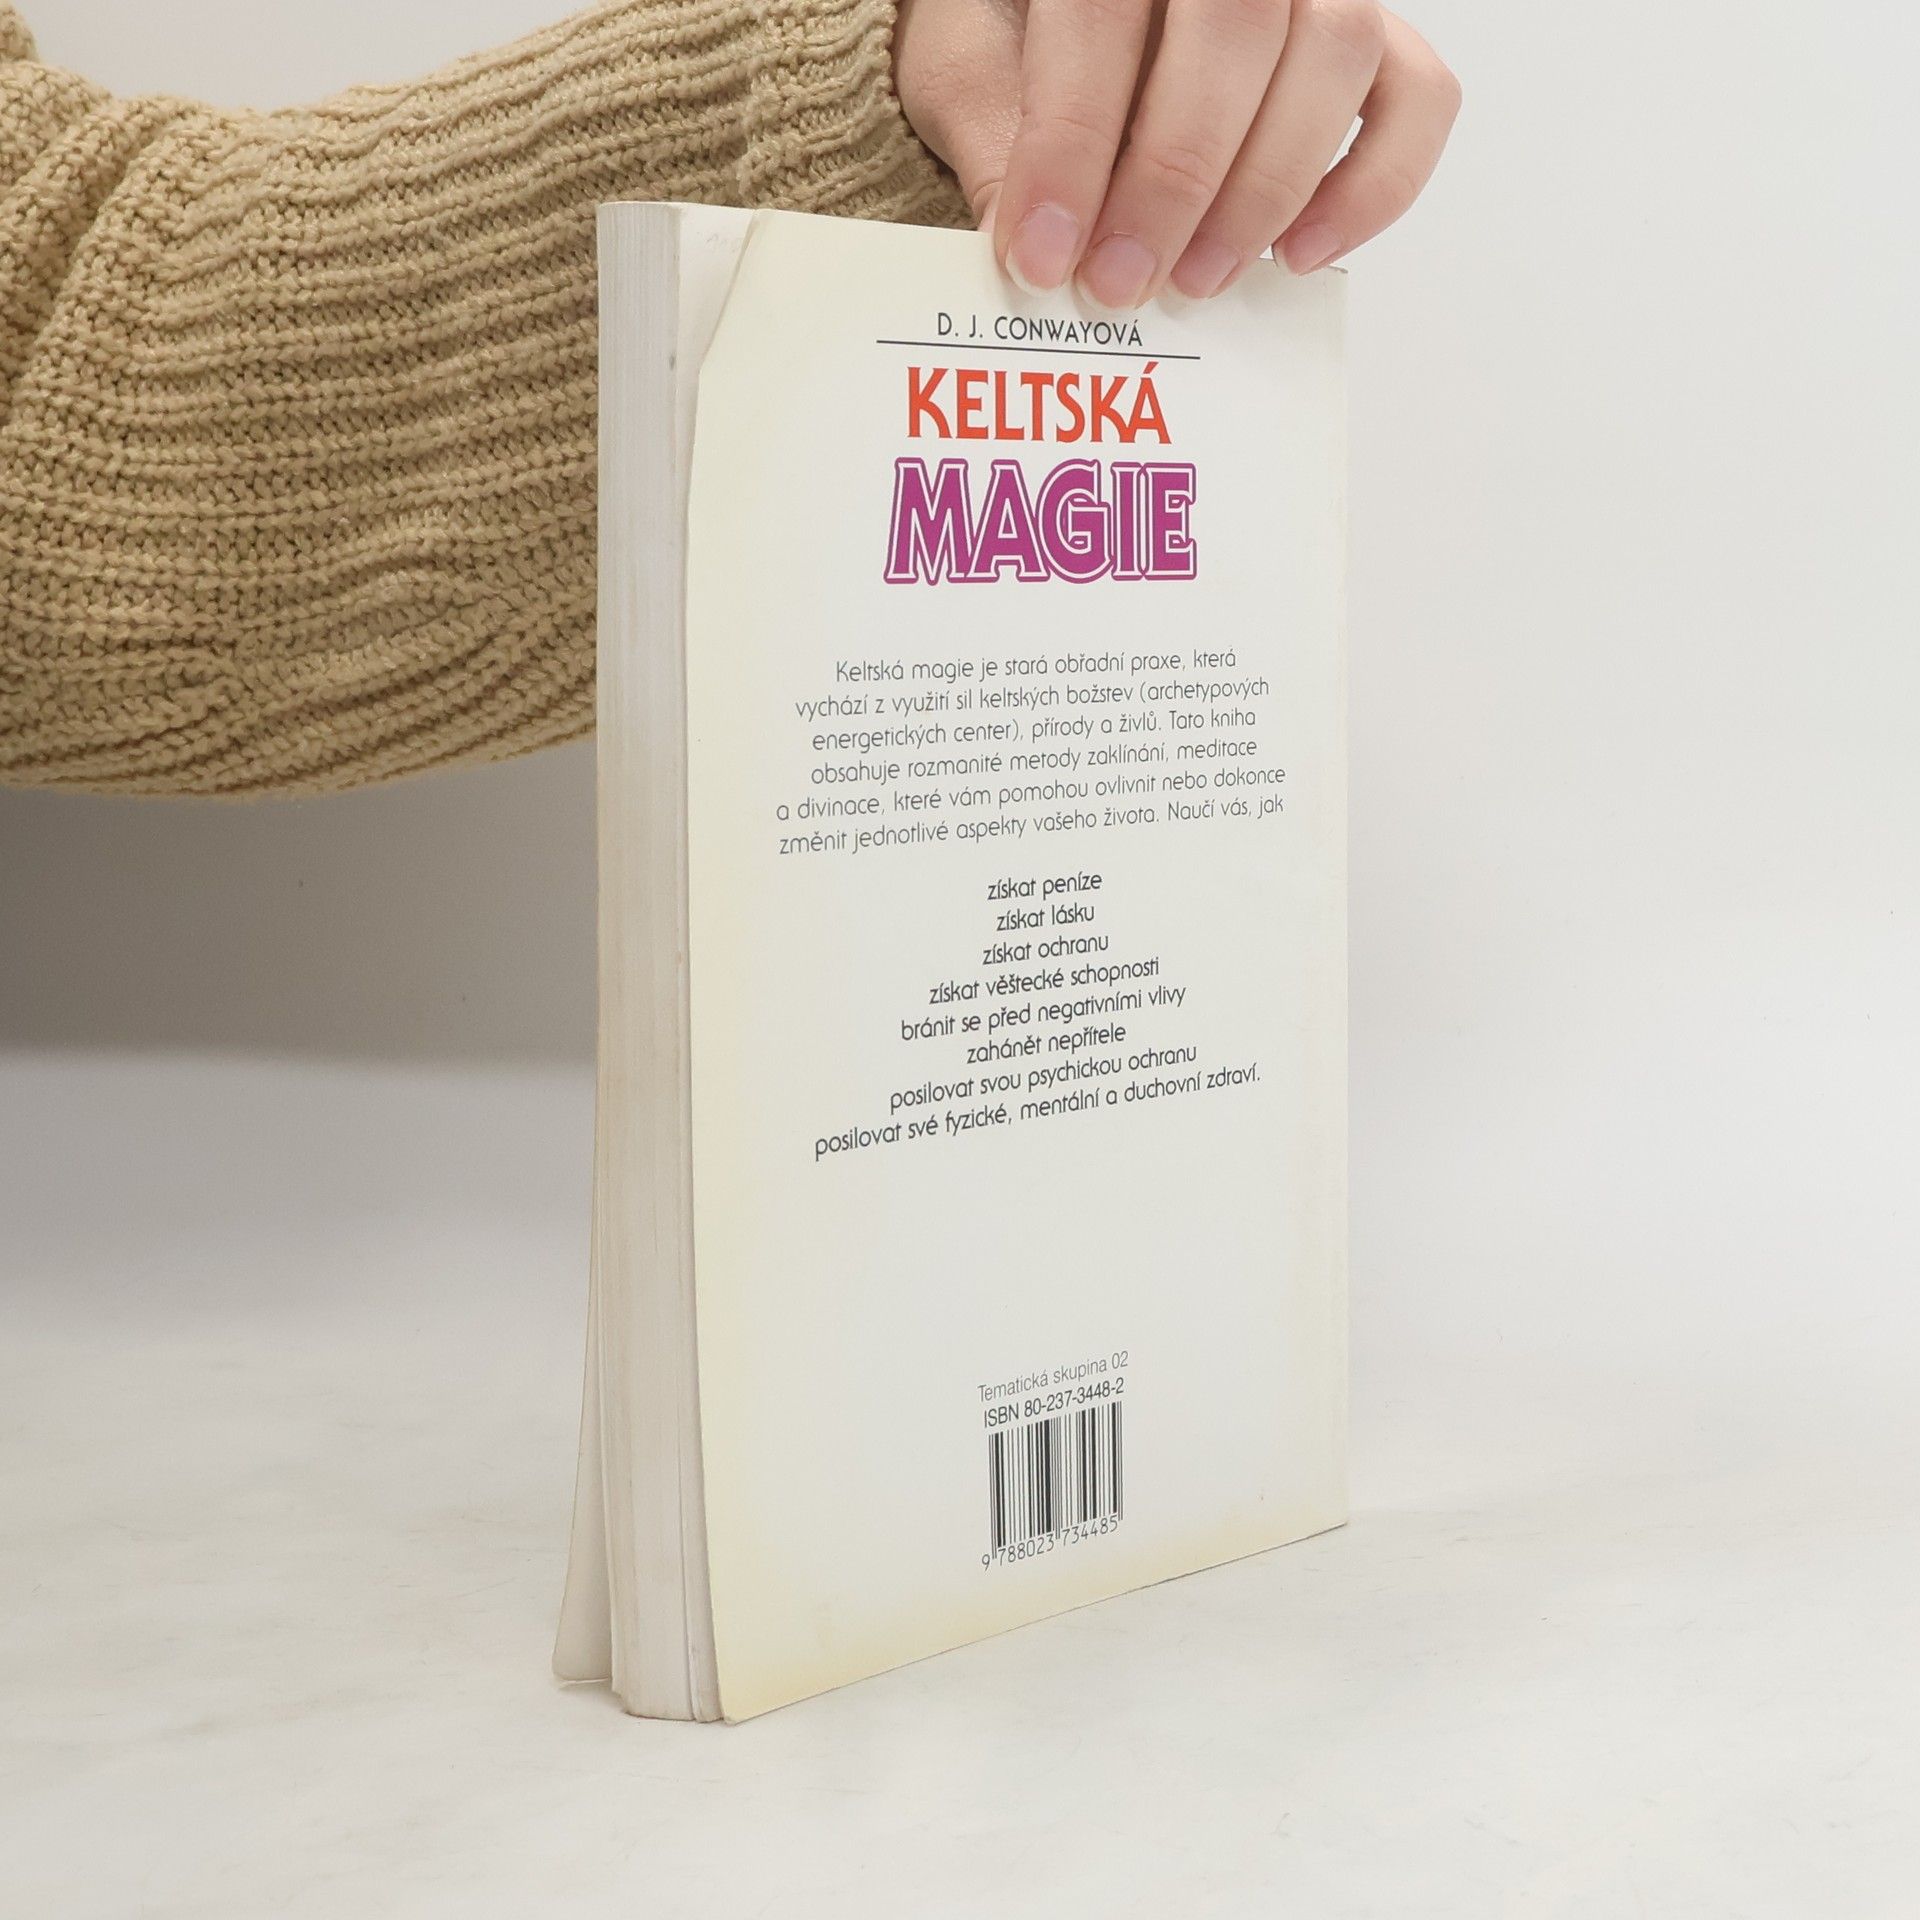 D. J. CONWAYOVÁ
KELTSKÁ
MAGIE
Keltská magie je stará obřadní praxe, která
vychází z využití sil keltských božstev (archetypových
energetických center), přírody a živlů. Tato kniha
obsahuje rozmanité metody zaklínání, meditace
a divinace, které vám pomohou ovlivnit nebo dokonce
změnit jednotlivé aspekty vašeho života. Naučí vás, jak
získat peníze
získat lásku
získat ochranu
získat věštecké schopnosti
bránit se před negativními vlivy
zahánět nepřítele
posilovat svou psychickou ochranu
posilovat své fyzické, mentální a duchovní zdraví.
Tematická skupina 02
ISBN 80-237-3448-2
9 788023 734485